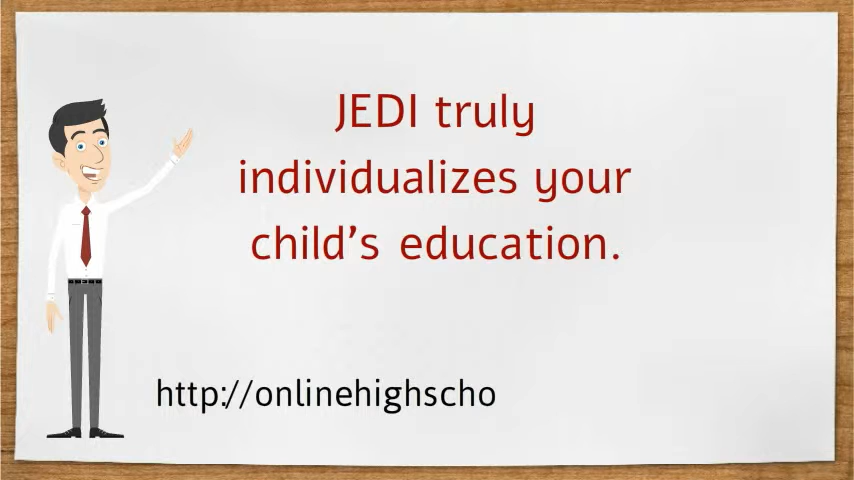 JEDI truly
individualizes your
child’s education.
http://onlinehighscho